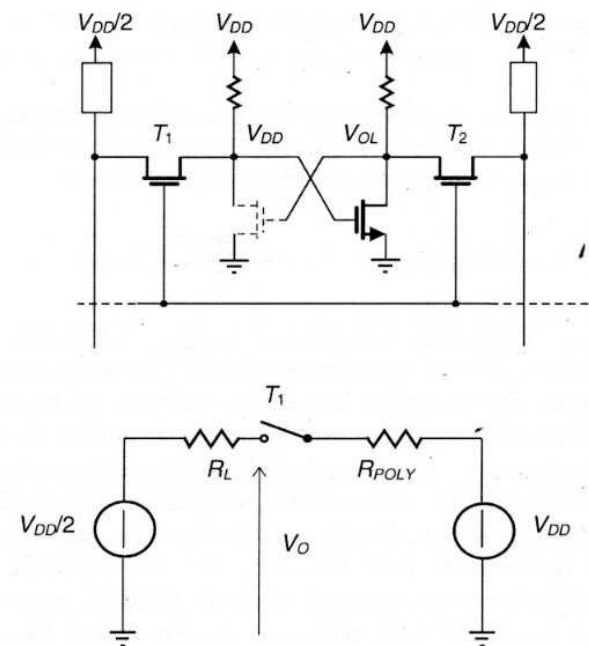 V_DD/2 V_DD V_DD V_DD/2
T_1 V_DD V_OL T_2
T_1
R_L R_POLY
V_DD/2 V_O V_DD